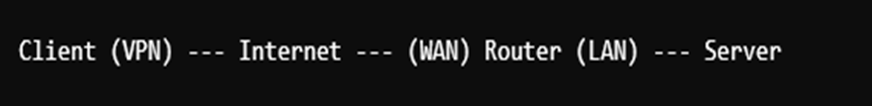 Client (VPN) --- Internet --- (WAN) Router (LAN) --- Server